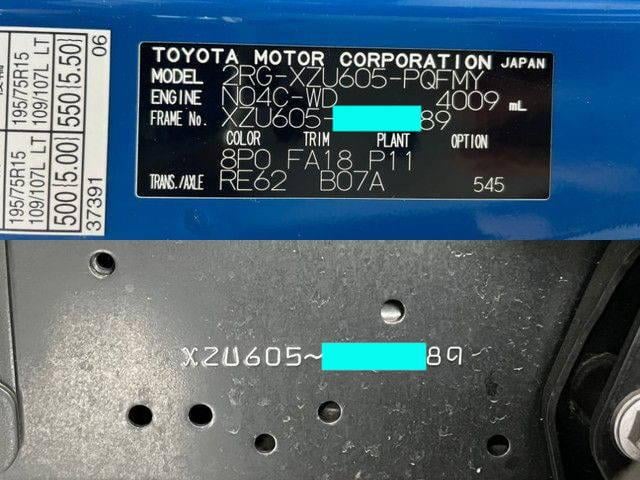 TOYOTA MOTOR CORPORATION JAPAN
MODEL 2RG-XZU605-PQFMY
ENGINE N04C-WD 4009 mL
FRAME No. XZU605- 89
COLOR TRIM PLANT OPTION
8P0 FA18 P11
TRANS./AXLE RE62 B07A 545
195/75R15
109/107L LT
500{5.00}
37391
195/75R15
109/107L LT
550{5.50}
06
XZU605~ 89